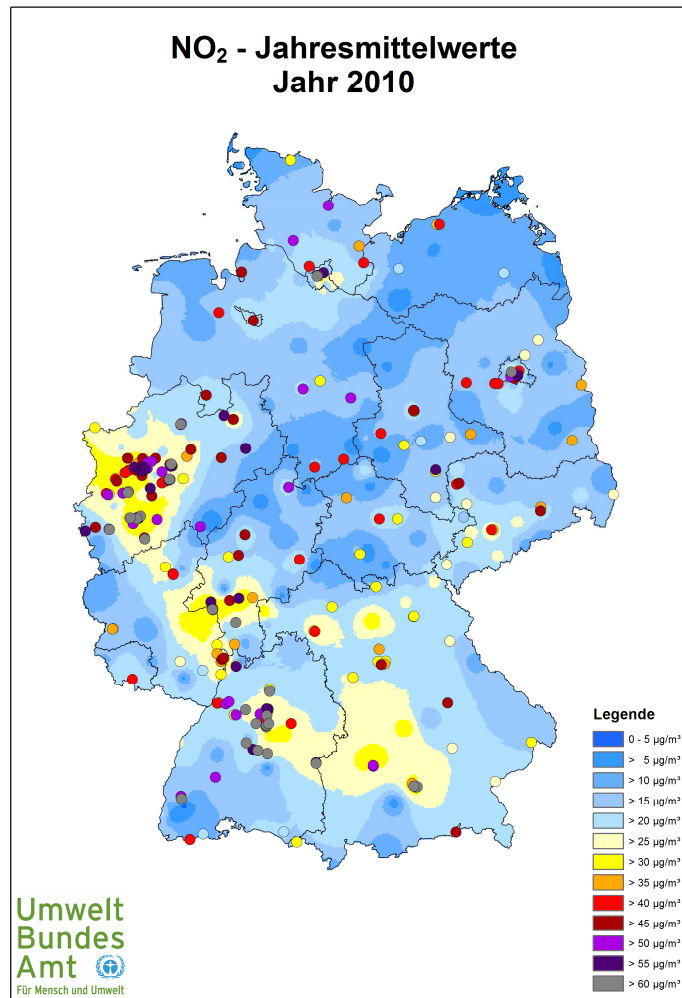 NO₂ - Jahresmittelwerte
Jahr 2010
Legende
0 - 5 µg/m³
> 5 µg/m³
> 10 µg/m³
> 15 µg/m³
> 20 µg/m³
> 25 µg/m³
> 30 µg/m³
> 35 µg/m³
> 40 µg/m³
> 45 µg/m³
> 50 µg/m³
> 55 µg/m³
> 60 µg/m³
Umwelt
Bundes
Amt
Für Mensch und Umwelt